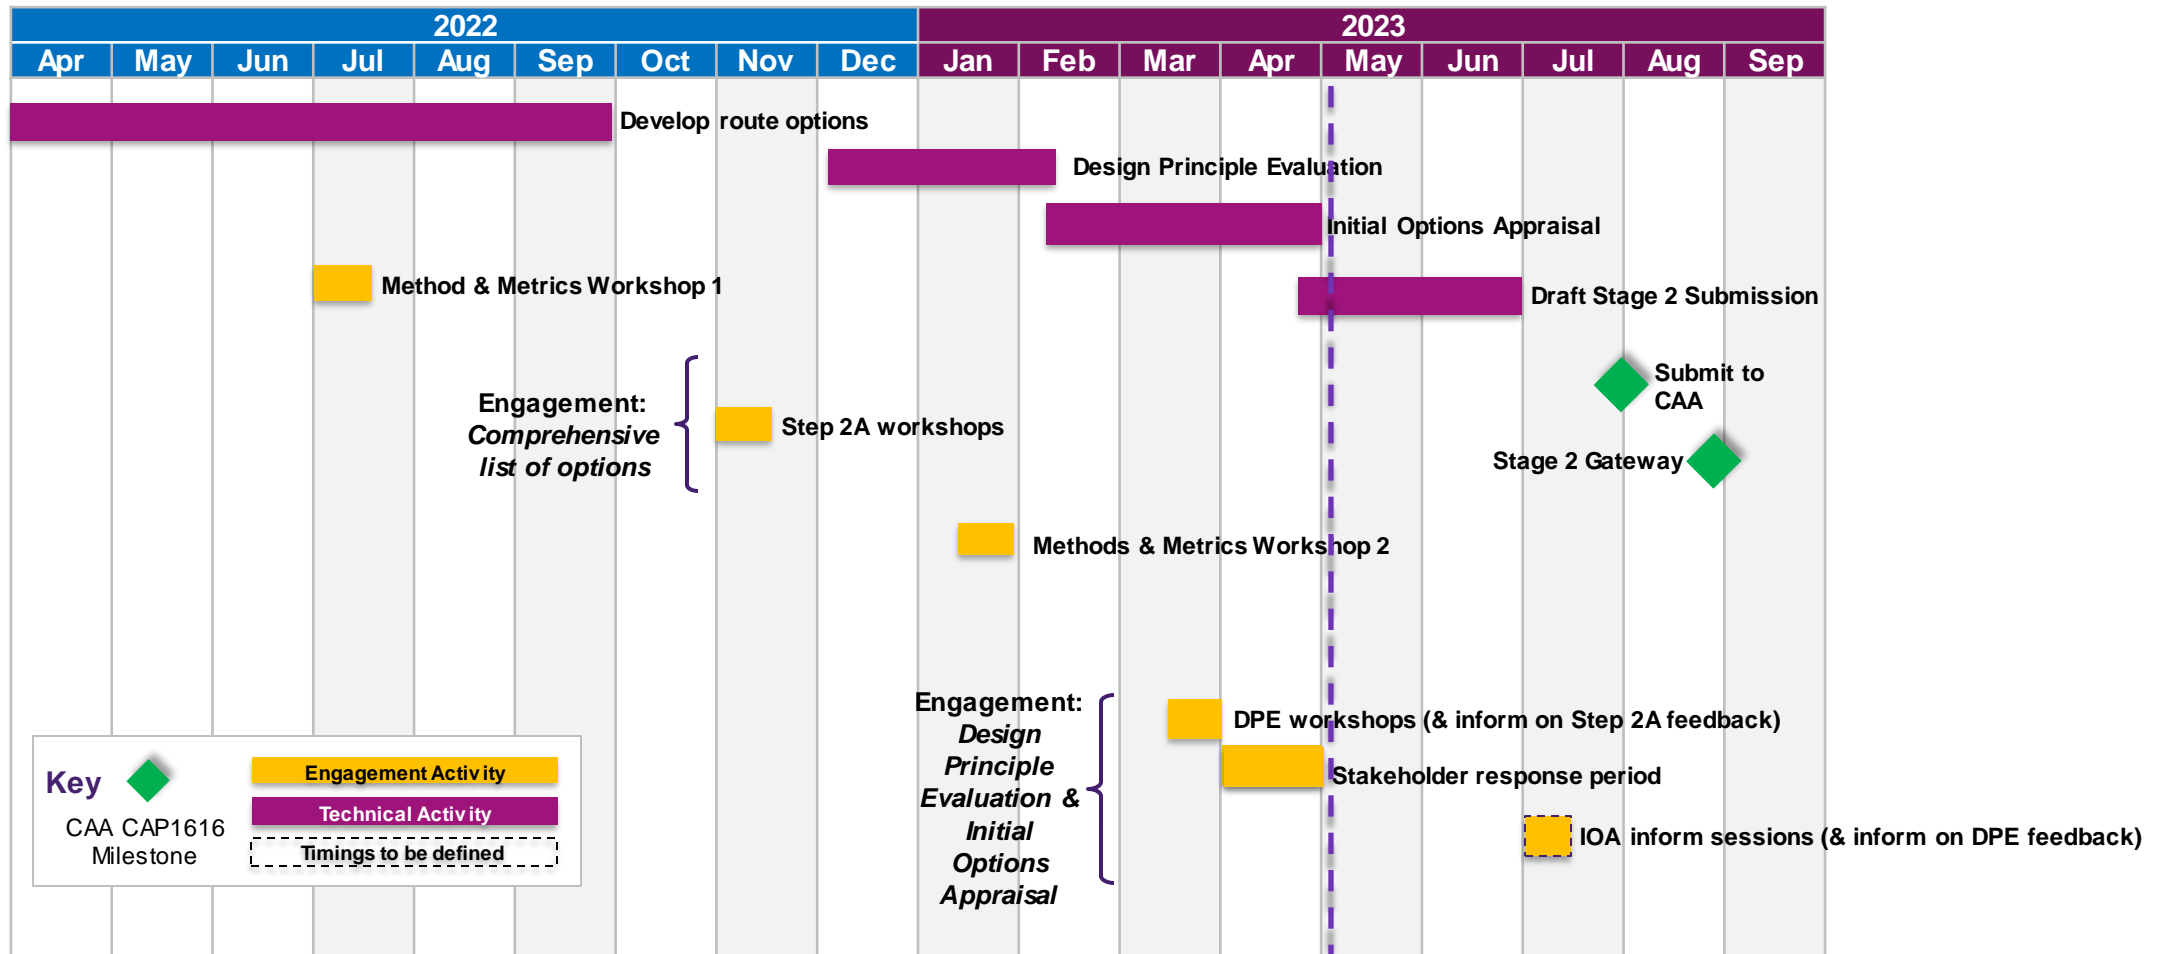 2022
2023
Apr May Jun Jul Aug Sep Oct Nov Dec Jan Feb Mar Apr May Jun Jul Aug Sep
Develop route options
Design Principle Evaluation
Initial Options Appraisal
Method & Metrics Workshop 1
Draft Stage 2 Submission
Submit to
CAA
Engagement:
Comprehensive
list of options
Step 2A workshops
Stage 2 Gateway
Methods & Metrics Workshop 2
Engagement:
Design
Principle
Evaluation &
Initial
Options
Appraisal
DPE workshops (& inform on Step 2A feedback)
Stakeholder response period
IOA inform sessions (& inform on DPE feedback)
Key
CAA CAP1616
Milestone
Engagement Activity
Technical Activity
Timings to be defined